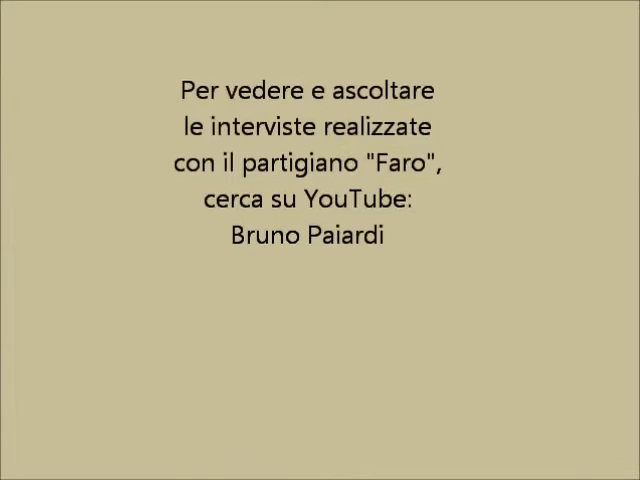 Per vedere e ascoltare
le interviste realizzate
con il partigiano "Faro",
cerca su YouTube:
Bruno Paiardi